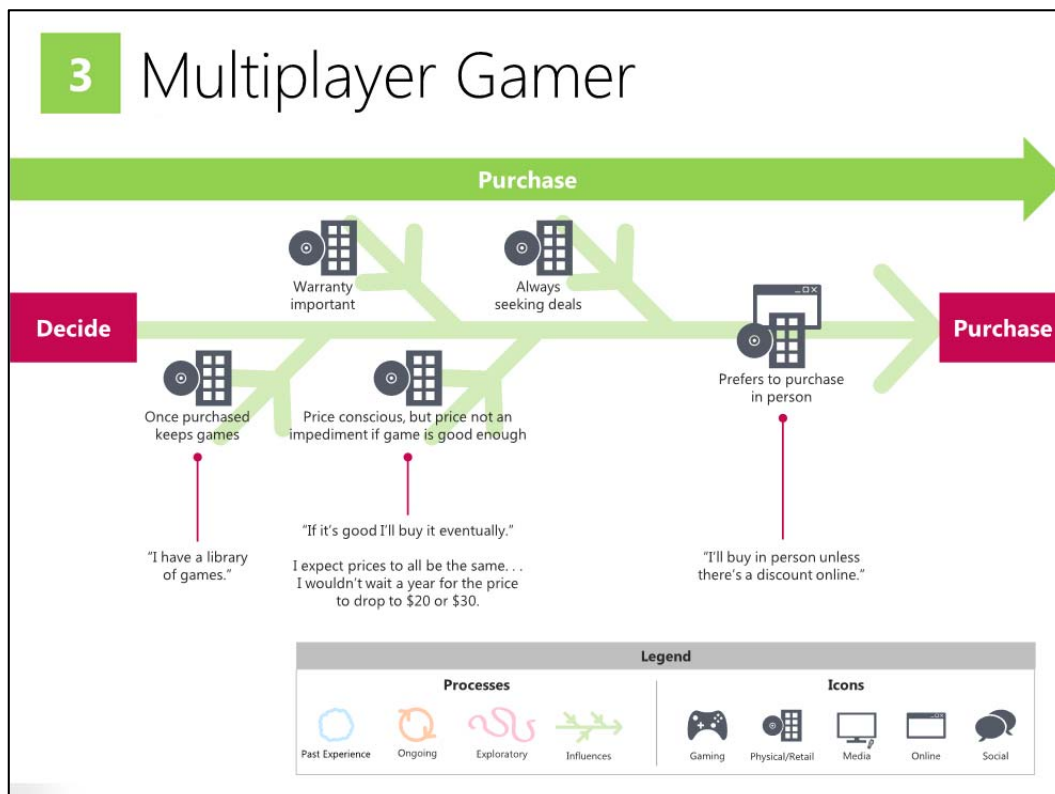 3 Multiplayer Gamer
Purchase
Warranty
important
Always
seeking deals
Decide
Purchase
Once purchased
keeps games
Price conscious, but price not an
impediment if game is good enough
Prefers to purchase
in person
"I have a library
of games."
"If it's good I'll buy it eventually."
I expect prices to all be the same. . .
I wouldn't wait a year for the price
to drop to $20 or $30.
"I'll buy in person unless
there's a discount online."
Legend
Processes
Icons
Past Experience
Ongoing
Exploratory
Influences
Gaming
Physical/Retail
Media
Online
Social